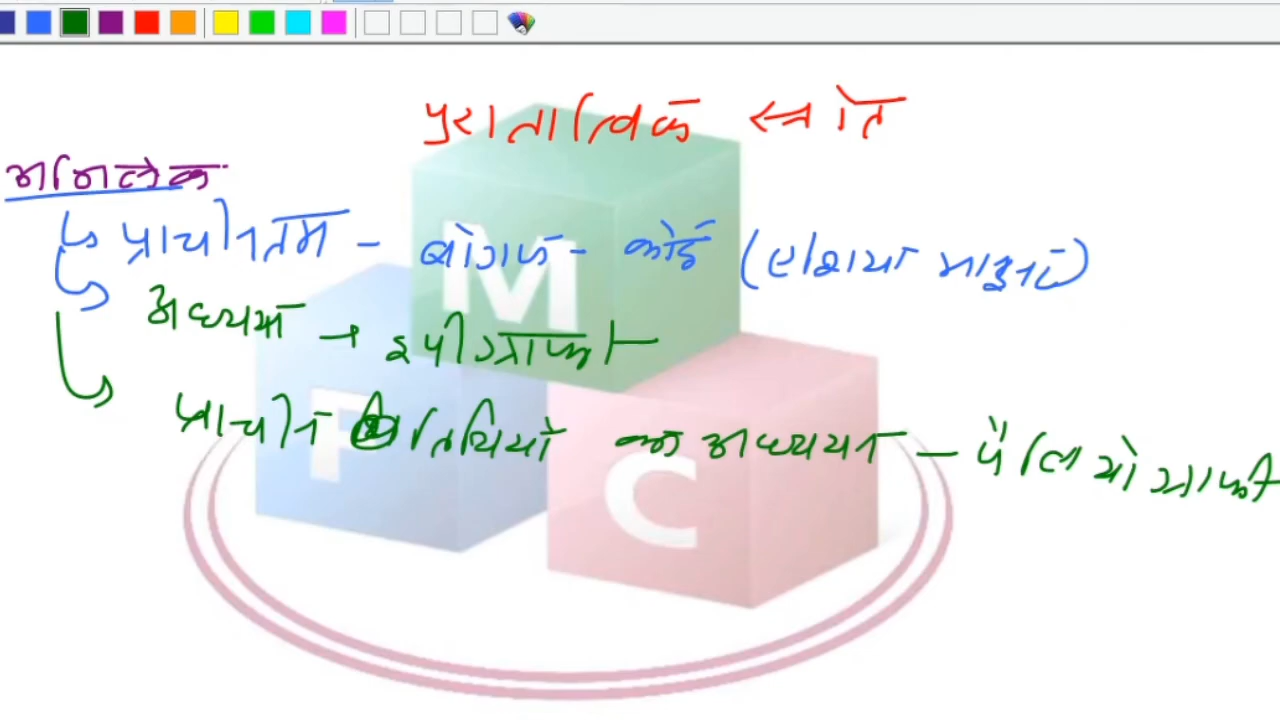 पुरातात्विक स्त्रोत
अभिलेख
प्राचीनतम - बोगाज - कोई (एशिया माइनर)
अध्ययन → इपीग्राफी
प्राचीन लिपियों का अध्ययन - पेलियोग्राफी
M
F C